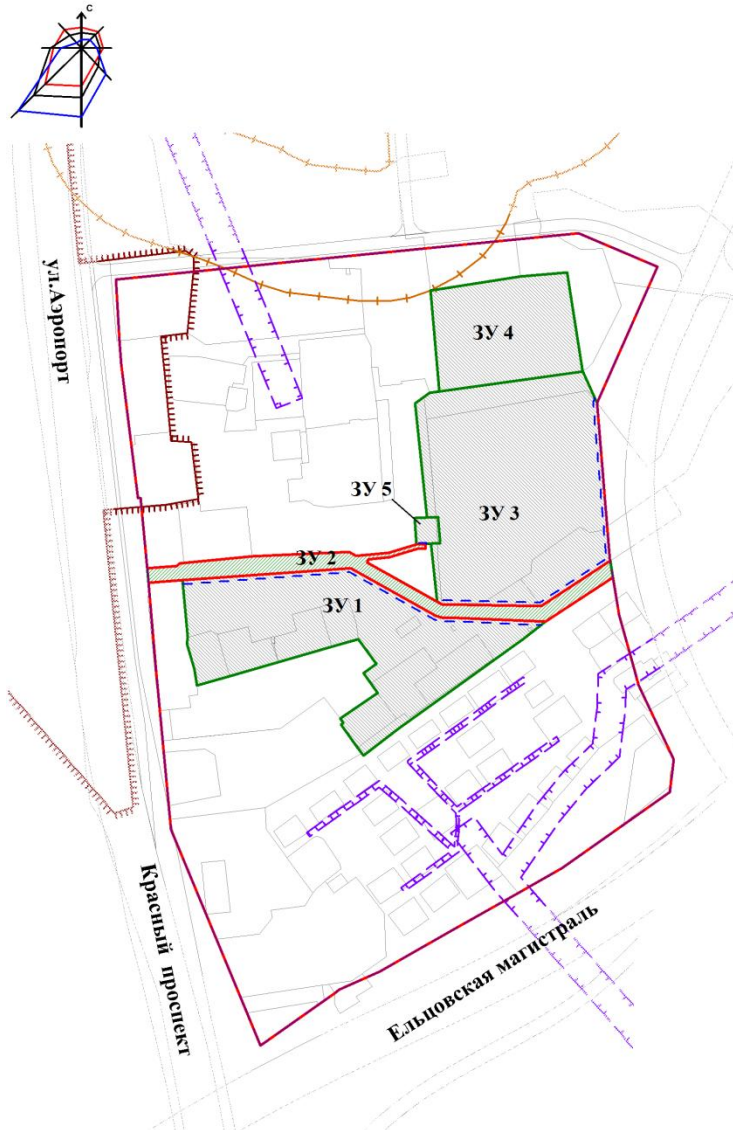 С
ул.Аэропорт
ЗУ 4
ЗУ 5
ЗУ 3
ЗУ 2
ЗУ 1
Красный проспект
Ельцовская магистраль